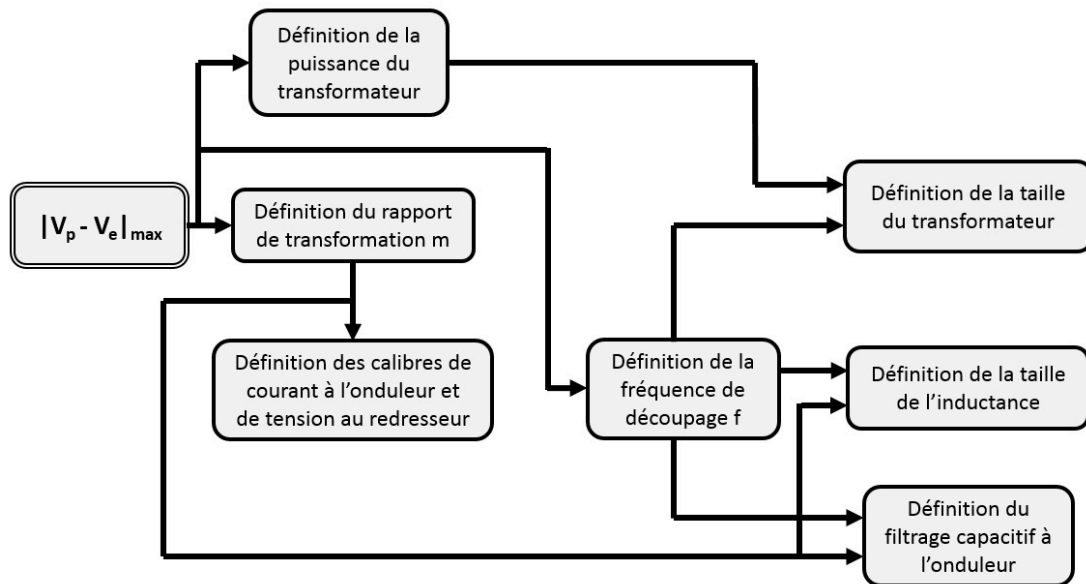 Définition de la
puissance du
transformateur
|Vp - Ve|max
Définition du rapport
de transformation m
Définition de la taille
du transformateur
Définition des calibres de
courant à l’onduleur et
de tension au redresseur
Définition de la
fréquence de
découpage f
Définition de la taille
de l’inductance
Définition du
filtrage capacitif à
l’onduleur